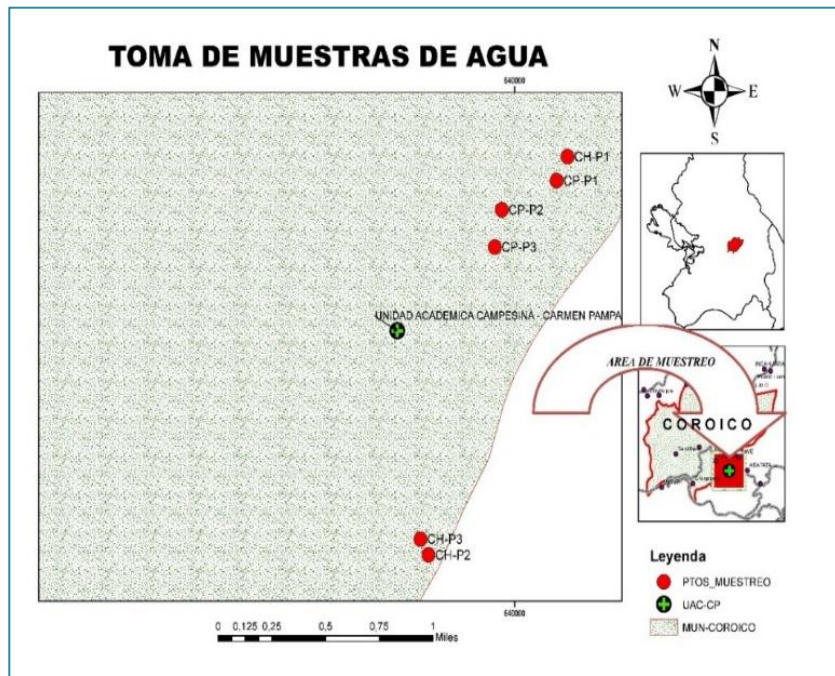 TOMA DE MUESTRAS DE AGUA
640000
CH-P1
CP-P1
CP-P2
CP-P3
UNIDAD ACADEMICA CAMPESINA - CARMEN PAMPA
CH-P3
CH-P2
640000
0 0,125 0,25 0,5 0,75 1
Miles
N
W E
S
AREA DE MUESTREO
COROICO
Leyenda
PTOS_MUESTREO
UAC-CP
MUN-COROICO